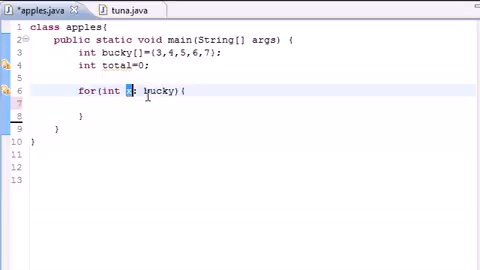 *apples.java
tuna.java
1 class apples{
2 public static void main(String[] args) {
3 int bucky[]={3,4,5,6,7};
4 int total=0;
5
6 for(int x: bucky){
7
8 }
9 }
10 }
11
12
13